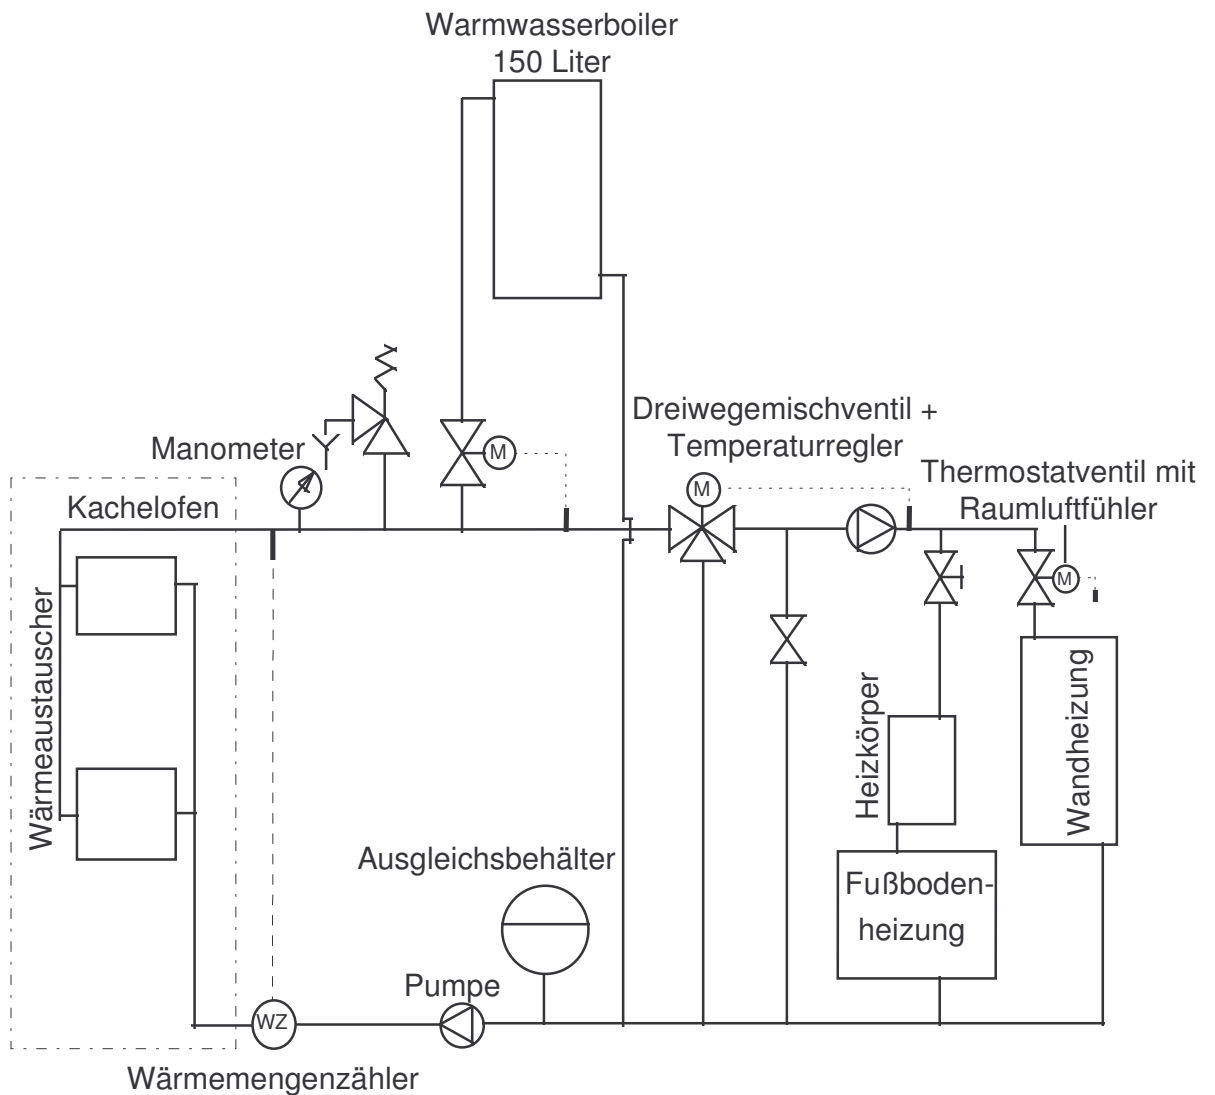 Warmwasserboiler
150 Liter
Dreiwegemischventil +
Temperaturregler
Manometer
M
M
Thermostatventil mit
Raumluftfühler
Kachelofen
M
Wärmeaustauscher
Heizkörper
Wandheizung
Ausgleichsbehälter
Fußboden-
heizung
Pumpe
WZ
Wärmemengenzähler